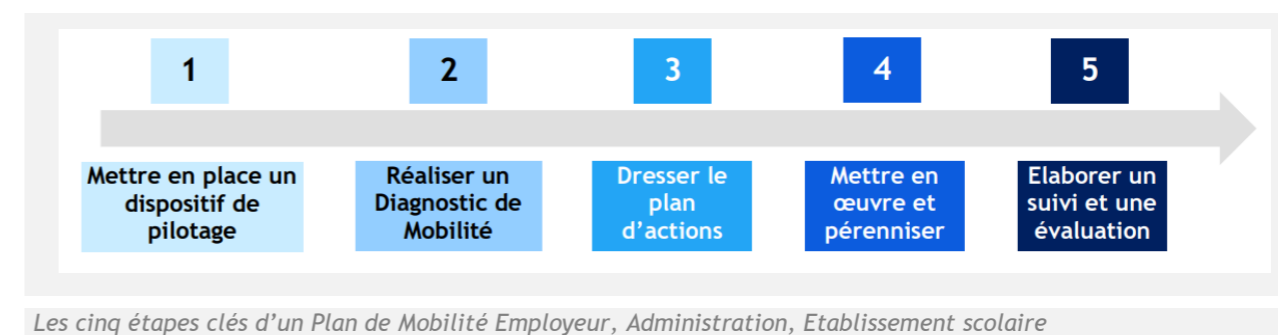 1
2
3
4
5
Mettre en place un
dispositif de
pilotage
Réaliser un
Diagnostic de
Mobilité
Dresser le
plan
d’actions
Mettre en
œuvre et
pérenniser
Elaborer un
suivi et une
évaluation
Les cinq étapes clés d’un Plan de Mobilité Employeur, Administration, Etablissement scolaire